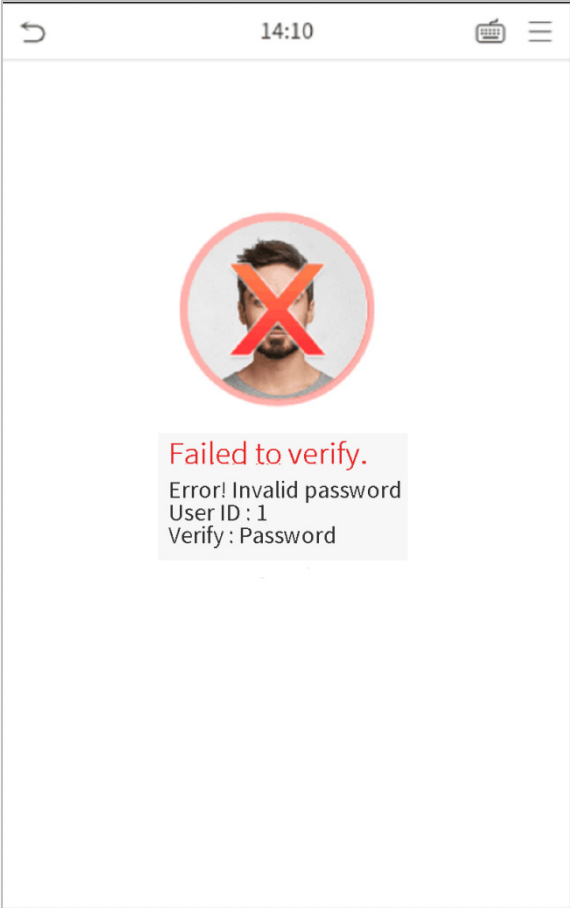 14:10
Failed to verify.
Error! Invalid password
User ID : 1
Verify : Password